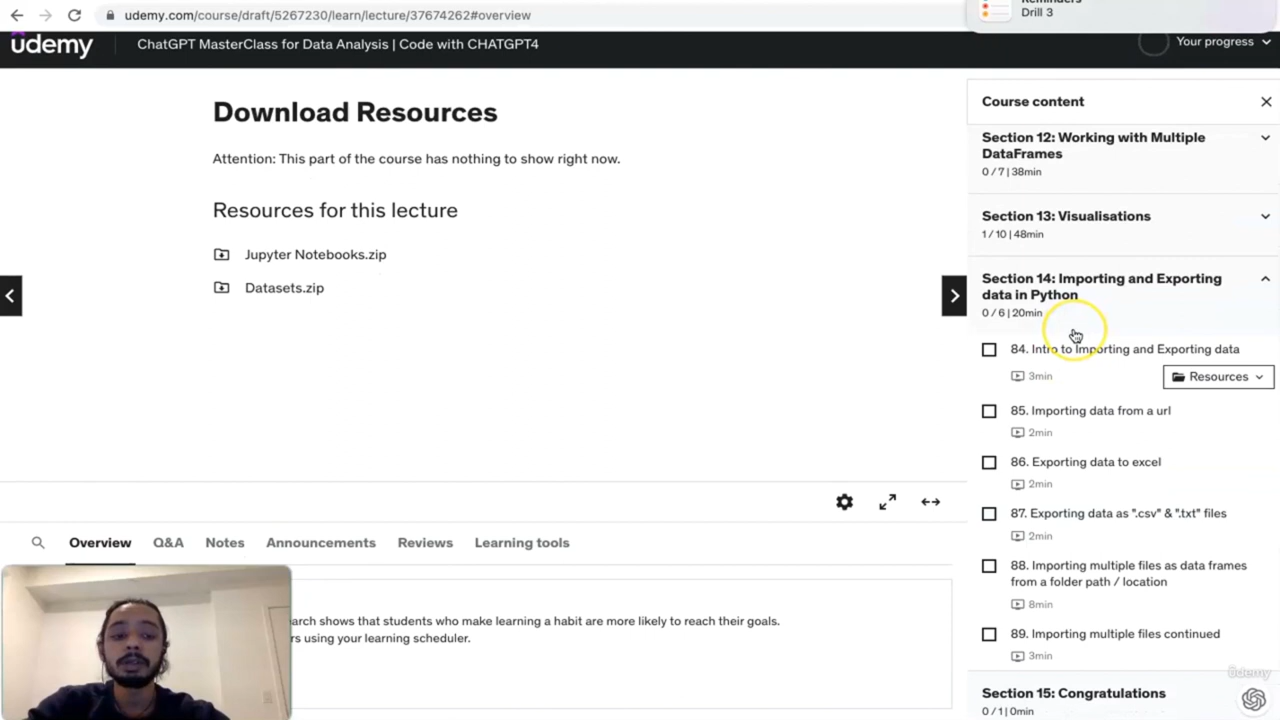 udemy.com/course/draft/5267230/learn/lecture/37674262#overview
Reminders
Drill 3
ûdemy
ChatGPT MasterClass for Data Analysis | Code with CHATGPT4
Your progress
Download Resources
Attention: This part of the course has nothing to show right now.
Resources for this lecture
Jupyter Notebooks.zip
Datasets.zip
Course content
Section 12: Working with Multiple
DataFrames
0 / 7 | 38min
Section 13: Visualisations
1 / 10 | 48min
Section 14: Importing and Exporting
data in Python
0 / 6 | 20min
84. Intro to Importing and Exporting data
3min
Resources
85. Importing data from a url
2min
86. Exporting data to excel
2min
87. Exporting data as ".csv" & ".txt" files
2min
88. Importing multiple files as data frames
from a folder path / location
8min
89. Importing multiple files continued
3min
Section 15: Congratulations
0 / 1 | 0min
Overview
Q&A
Notes
Announcements
Reviews
Learning tools
arch shows that students who make learning a habit are more likely to reach their goals.
rs using your learning scheduler.
ûdemy